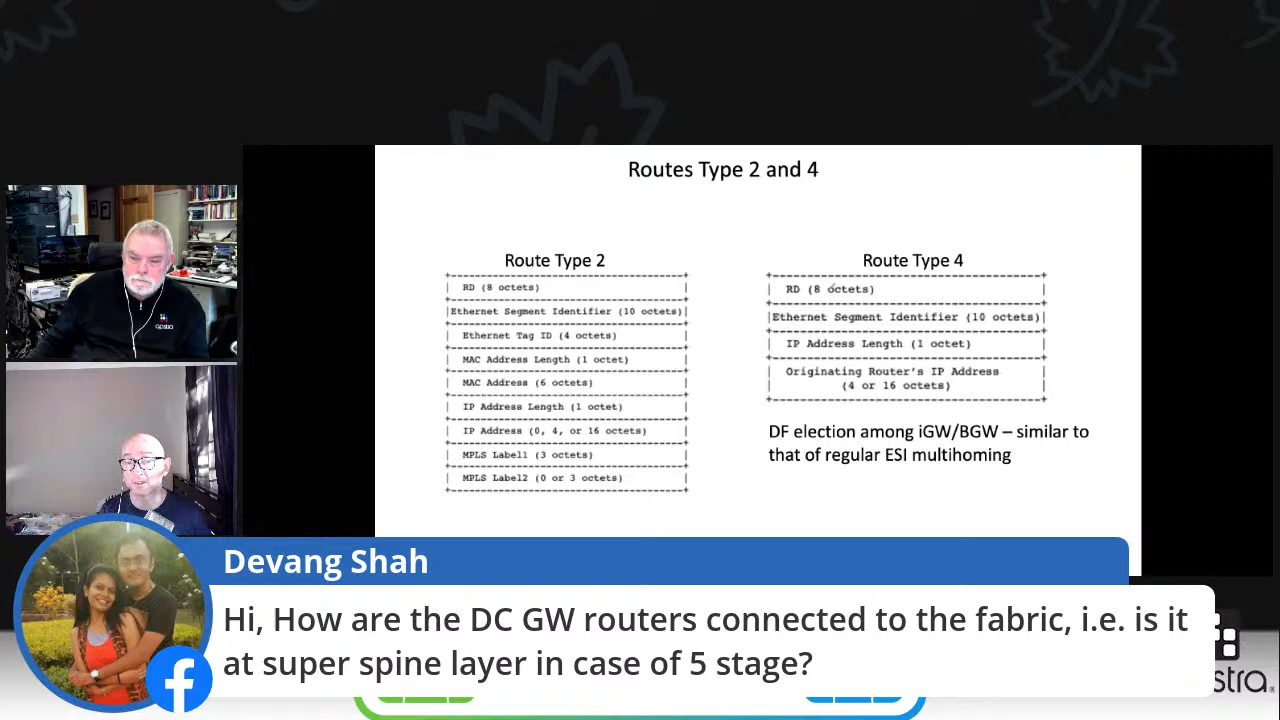 Routes Type 2 and 4
Route Type 2
RD (8 octets)
Ethernet Segment Identifier (10 octets)
Ethernet Tag ID (4 octets)
MAC Address Length (1 octet)
MAC Address (6 octets)
IP Address Length (1 octet)
IP Address (0, 4, or 16 octets)
MPLS Label1 (3 octets)
MPLS Label2 (0 or 3 octets)
Route Type 4
RD (8 octets)
Ethernet Segment Identifier (10 octets)
IP Address Length (1 octet)
Originating Router's IP Address
(4 or 16 octets)
DF election among iGW/BGW – similar to
that of regular ESI multihoming
Devang Shah
Hi, How are the DC GW routers connected to the fabric, i.e. is it
at super spine layer in case of 5 stage?